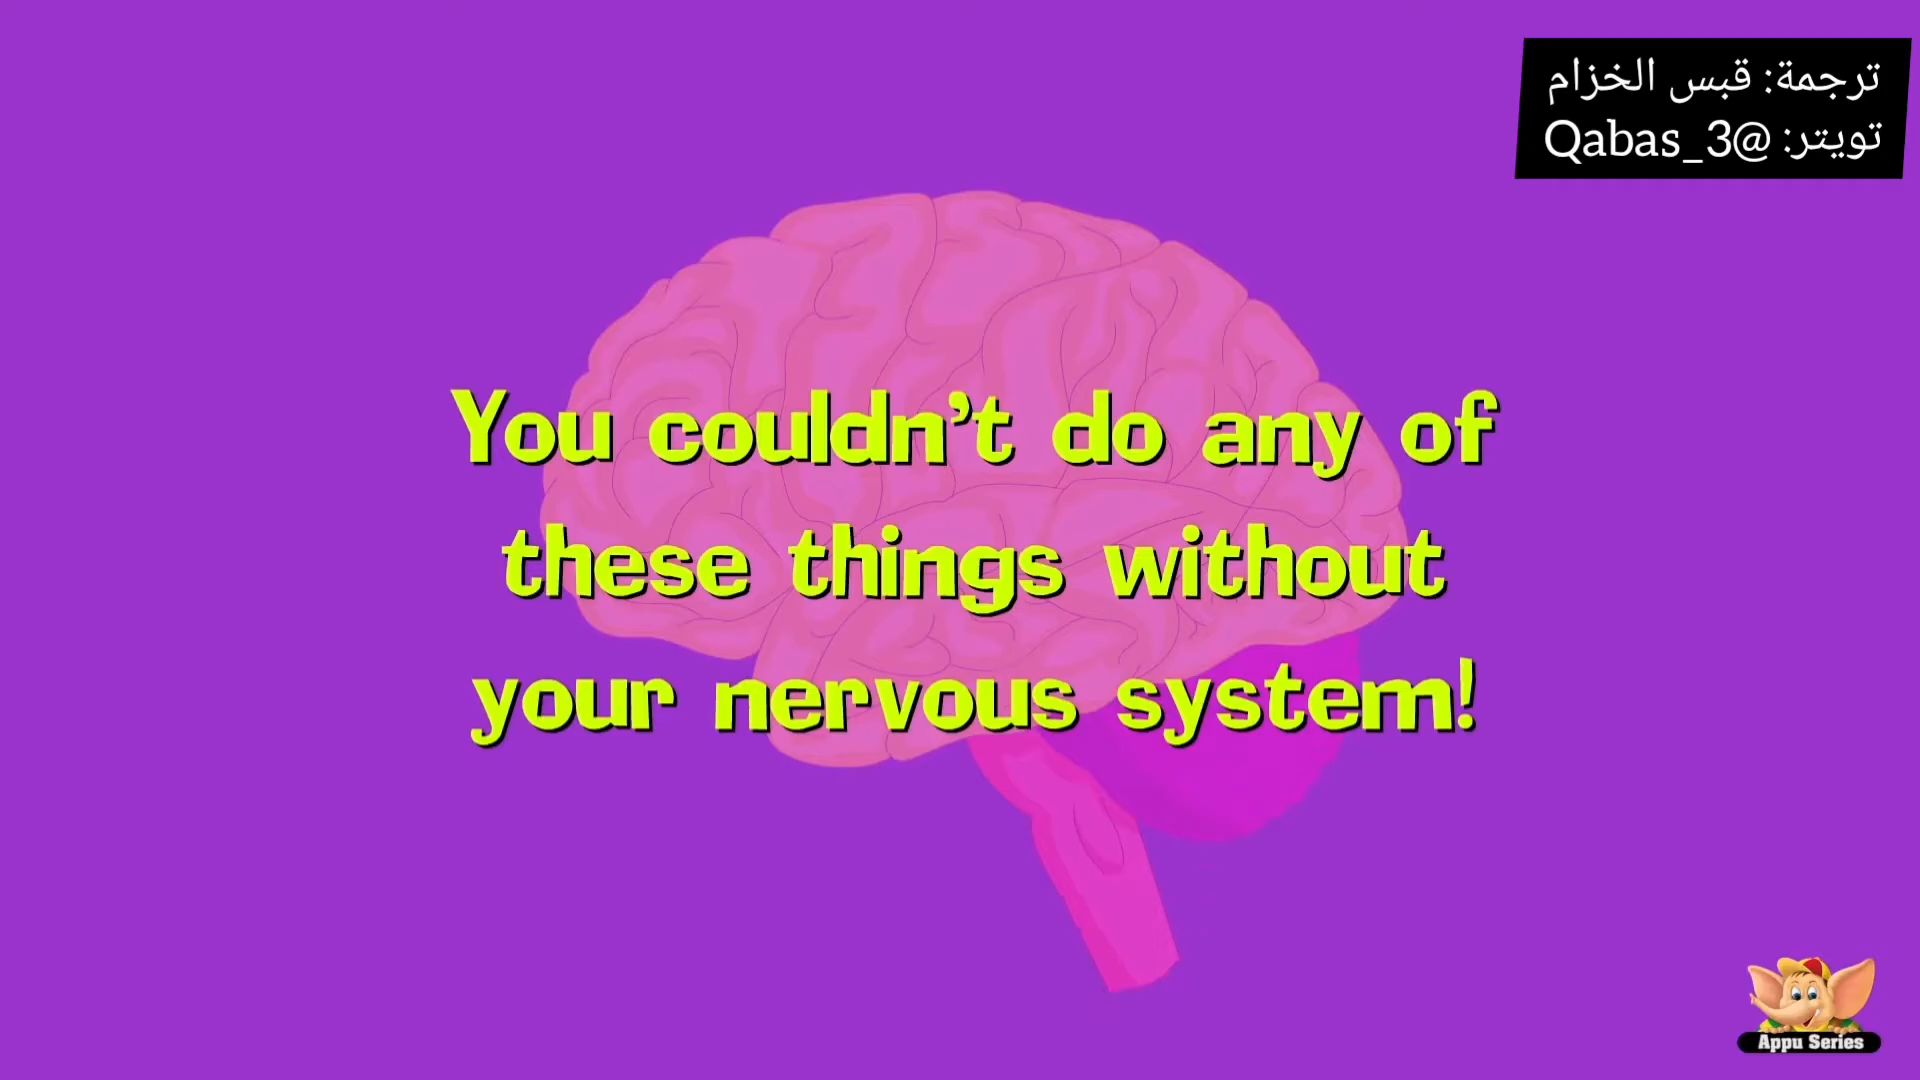 ترجمة: قبس الخزام
تويتر: @Qabas_3
You couldn't do any of
these things without
your nervous system!
Appu Series